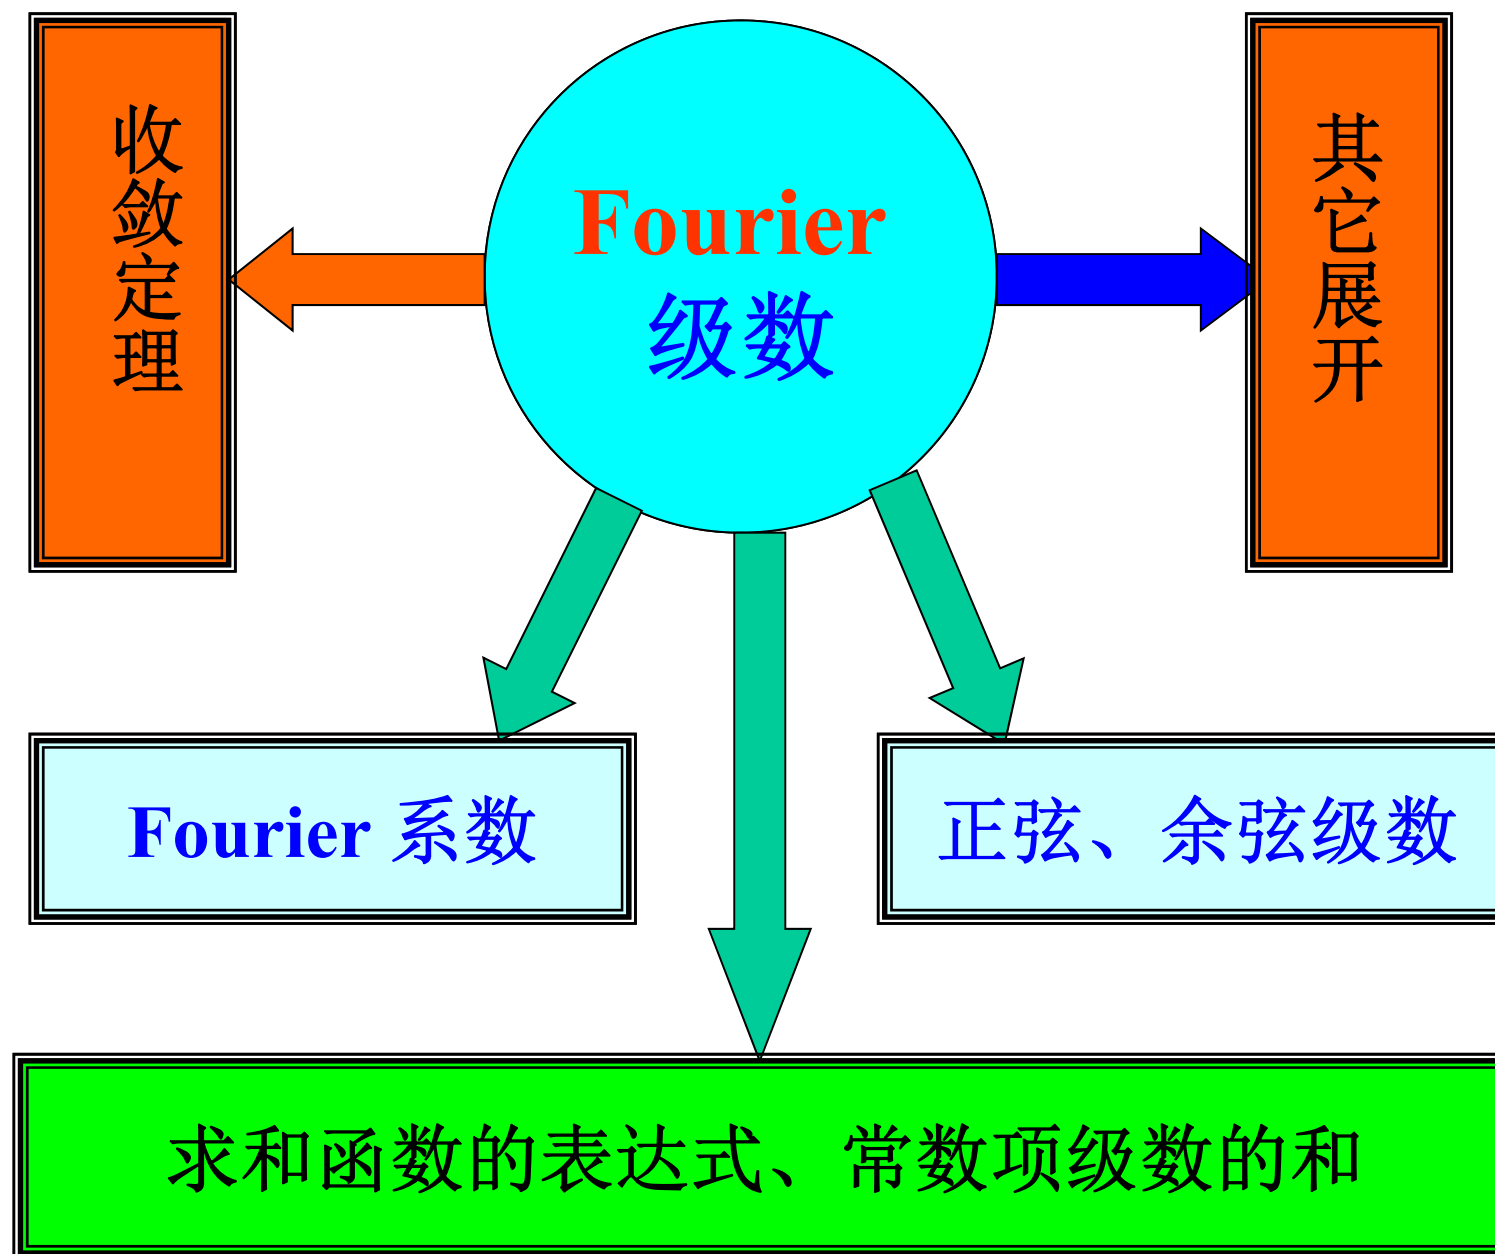 收敛定理
Fourier
级数
其它展开
Fourier 系数
正弦、余弦级数
求和函数的表达式、常数项级数的和